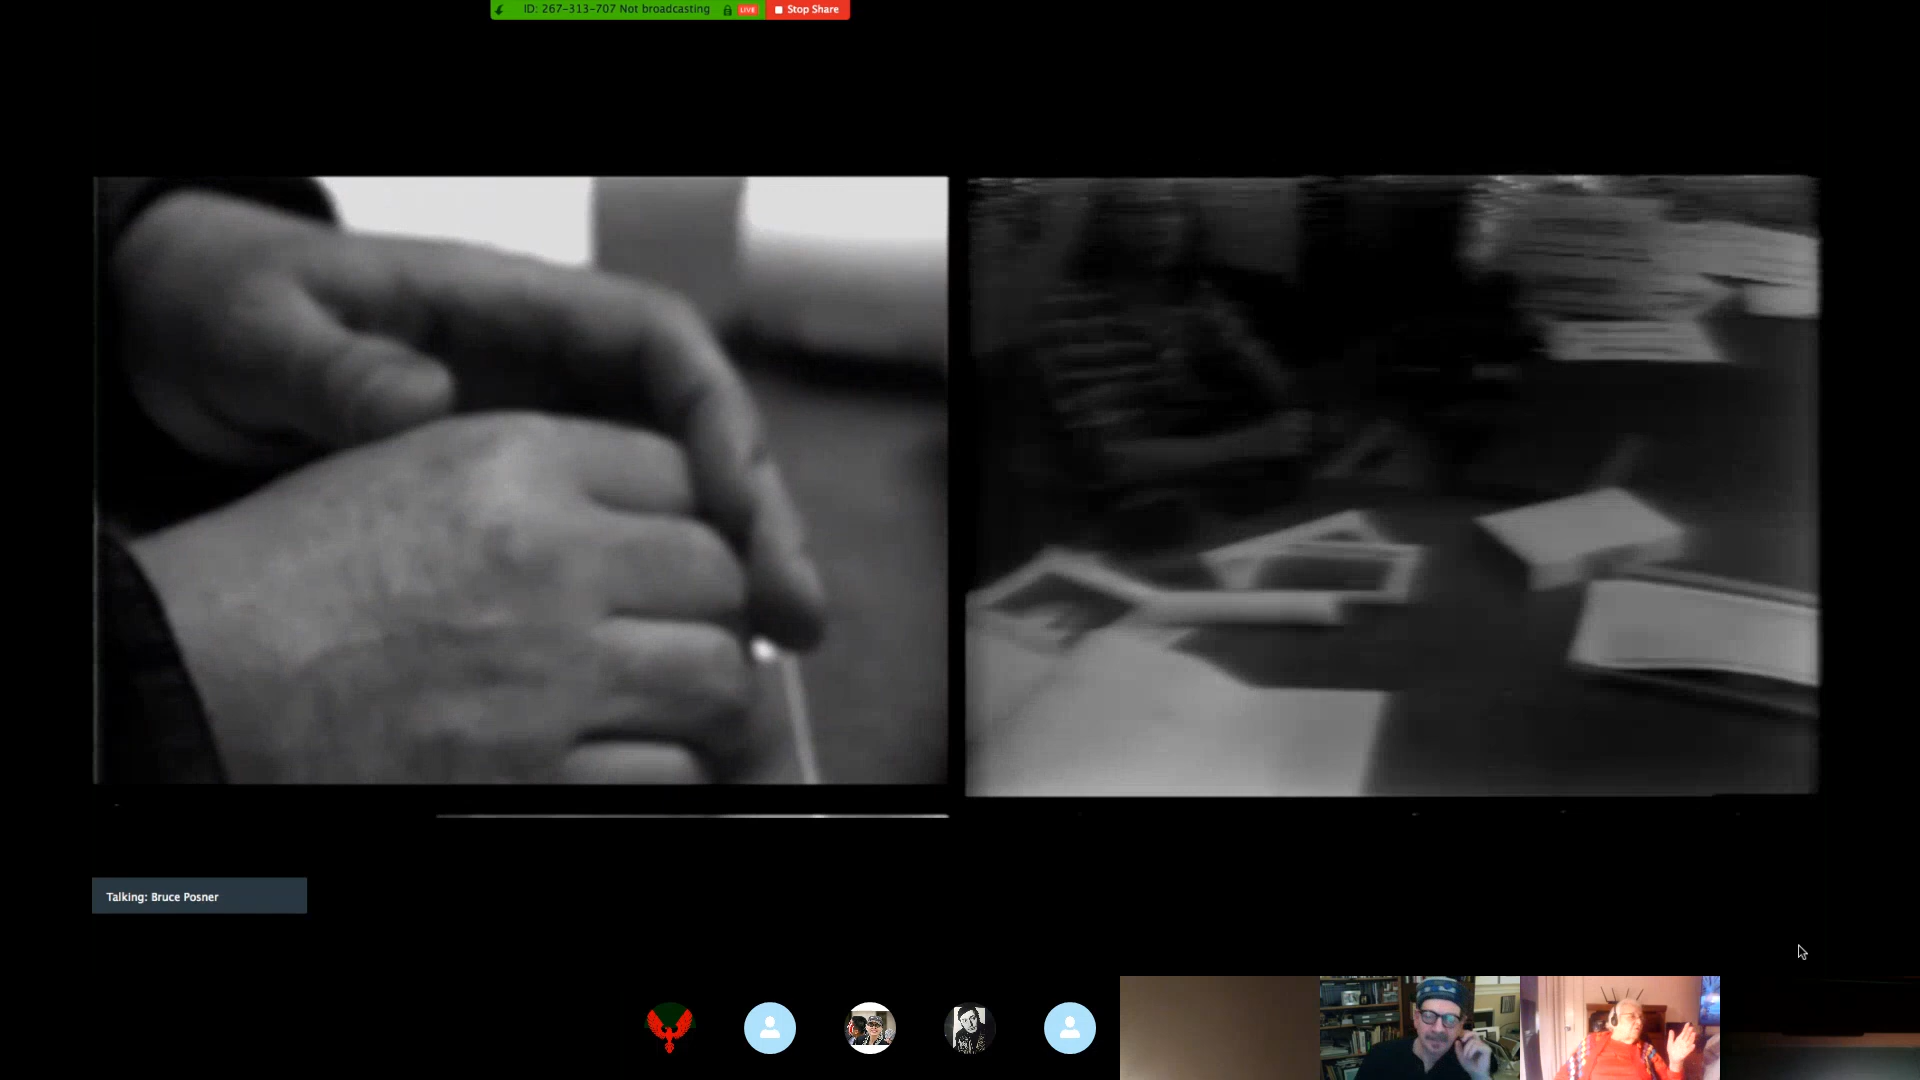 ID: 267-313-707 Not broadcasting
LIVE
Stop Share
Talking: Bruce Posner